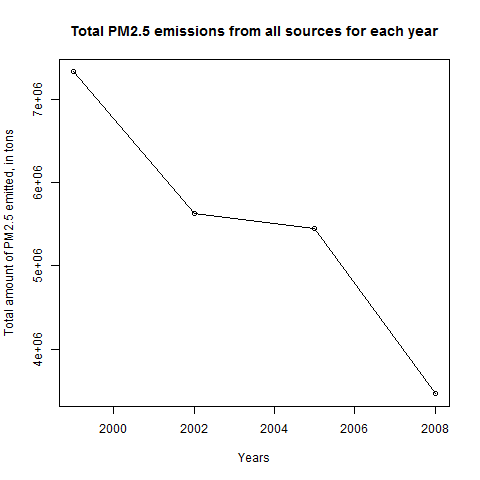 Total PM2.5 emissions from all sources for each year
Total amount of PM2.5 emitted, in tons
7e+06
6e+06
5e+06
4e+06
2000 2002 2004 2006 2008
Years